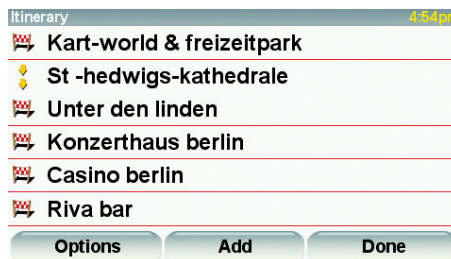 Itinerary 4:54p
Kart-world & freizeitpark
St -hedwigs-kathedrale
Unter den linden
Konzerthaus berlin
Casino berlin
Riva bar
Options Add Done